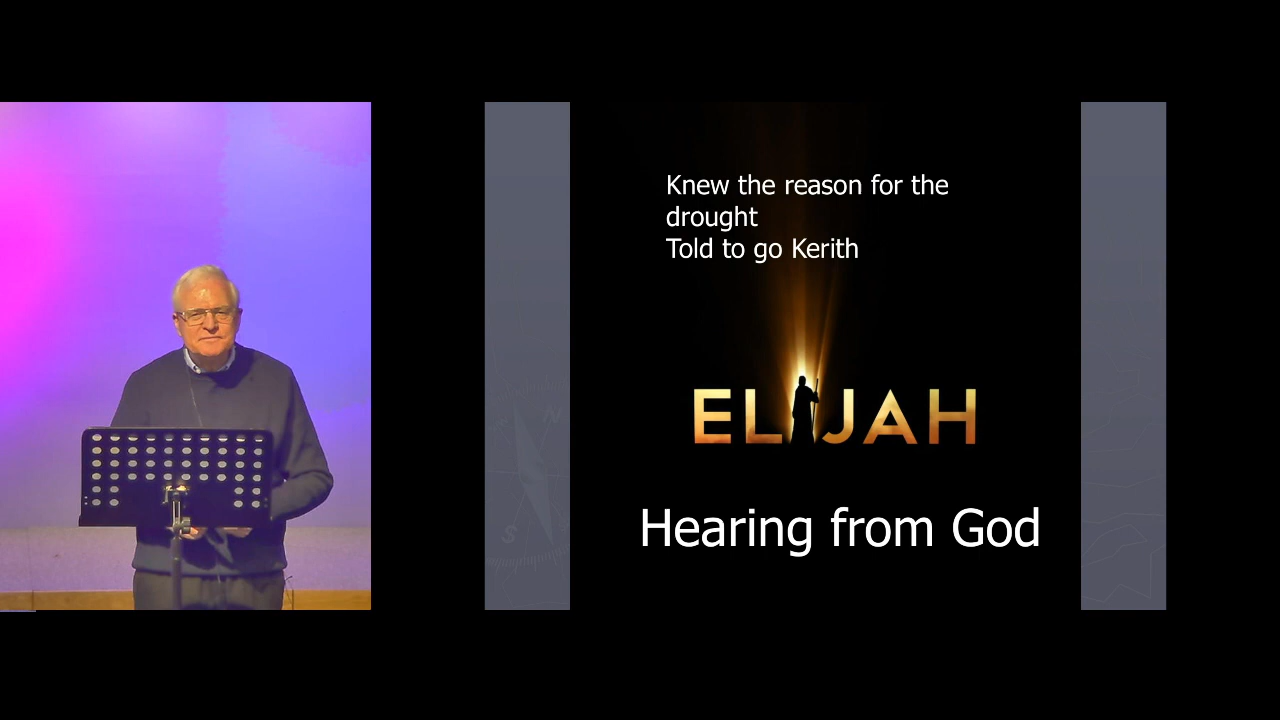 Knew the reason for the
drought
Told to go Kerith
ELIJAH
Hearing from God